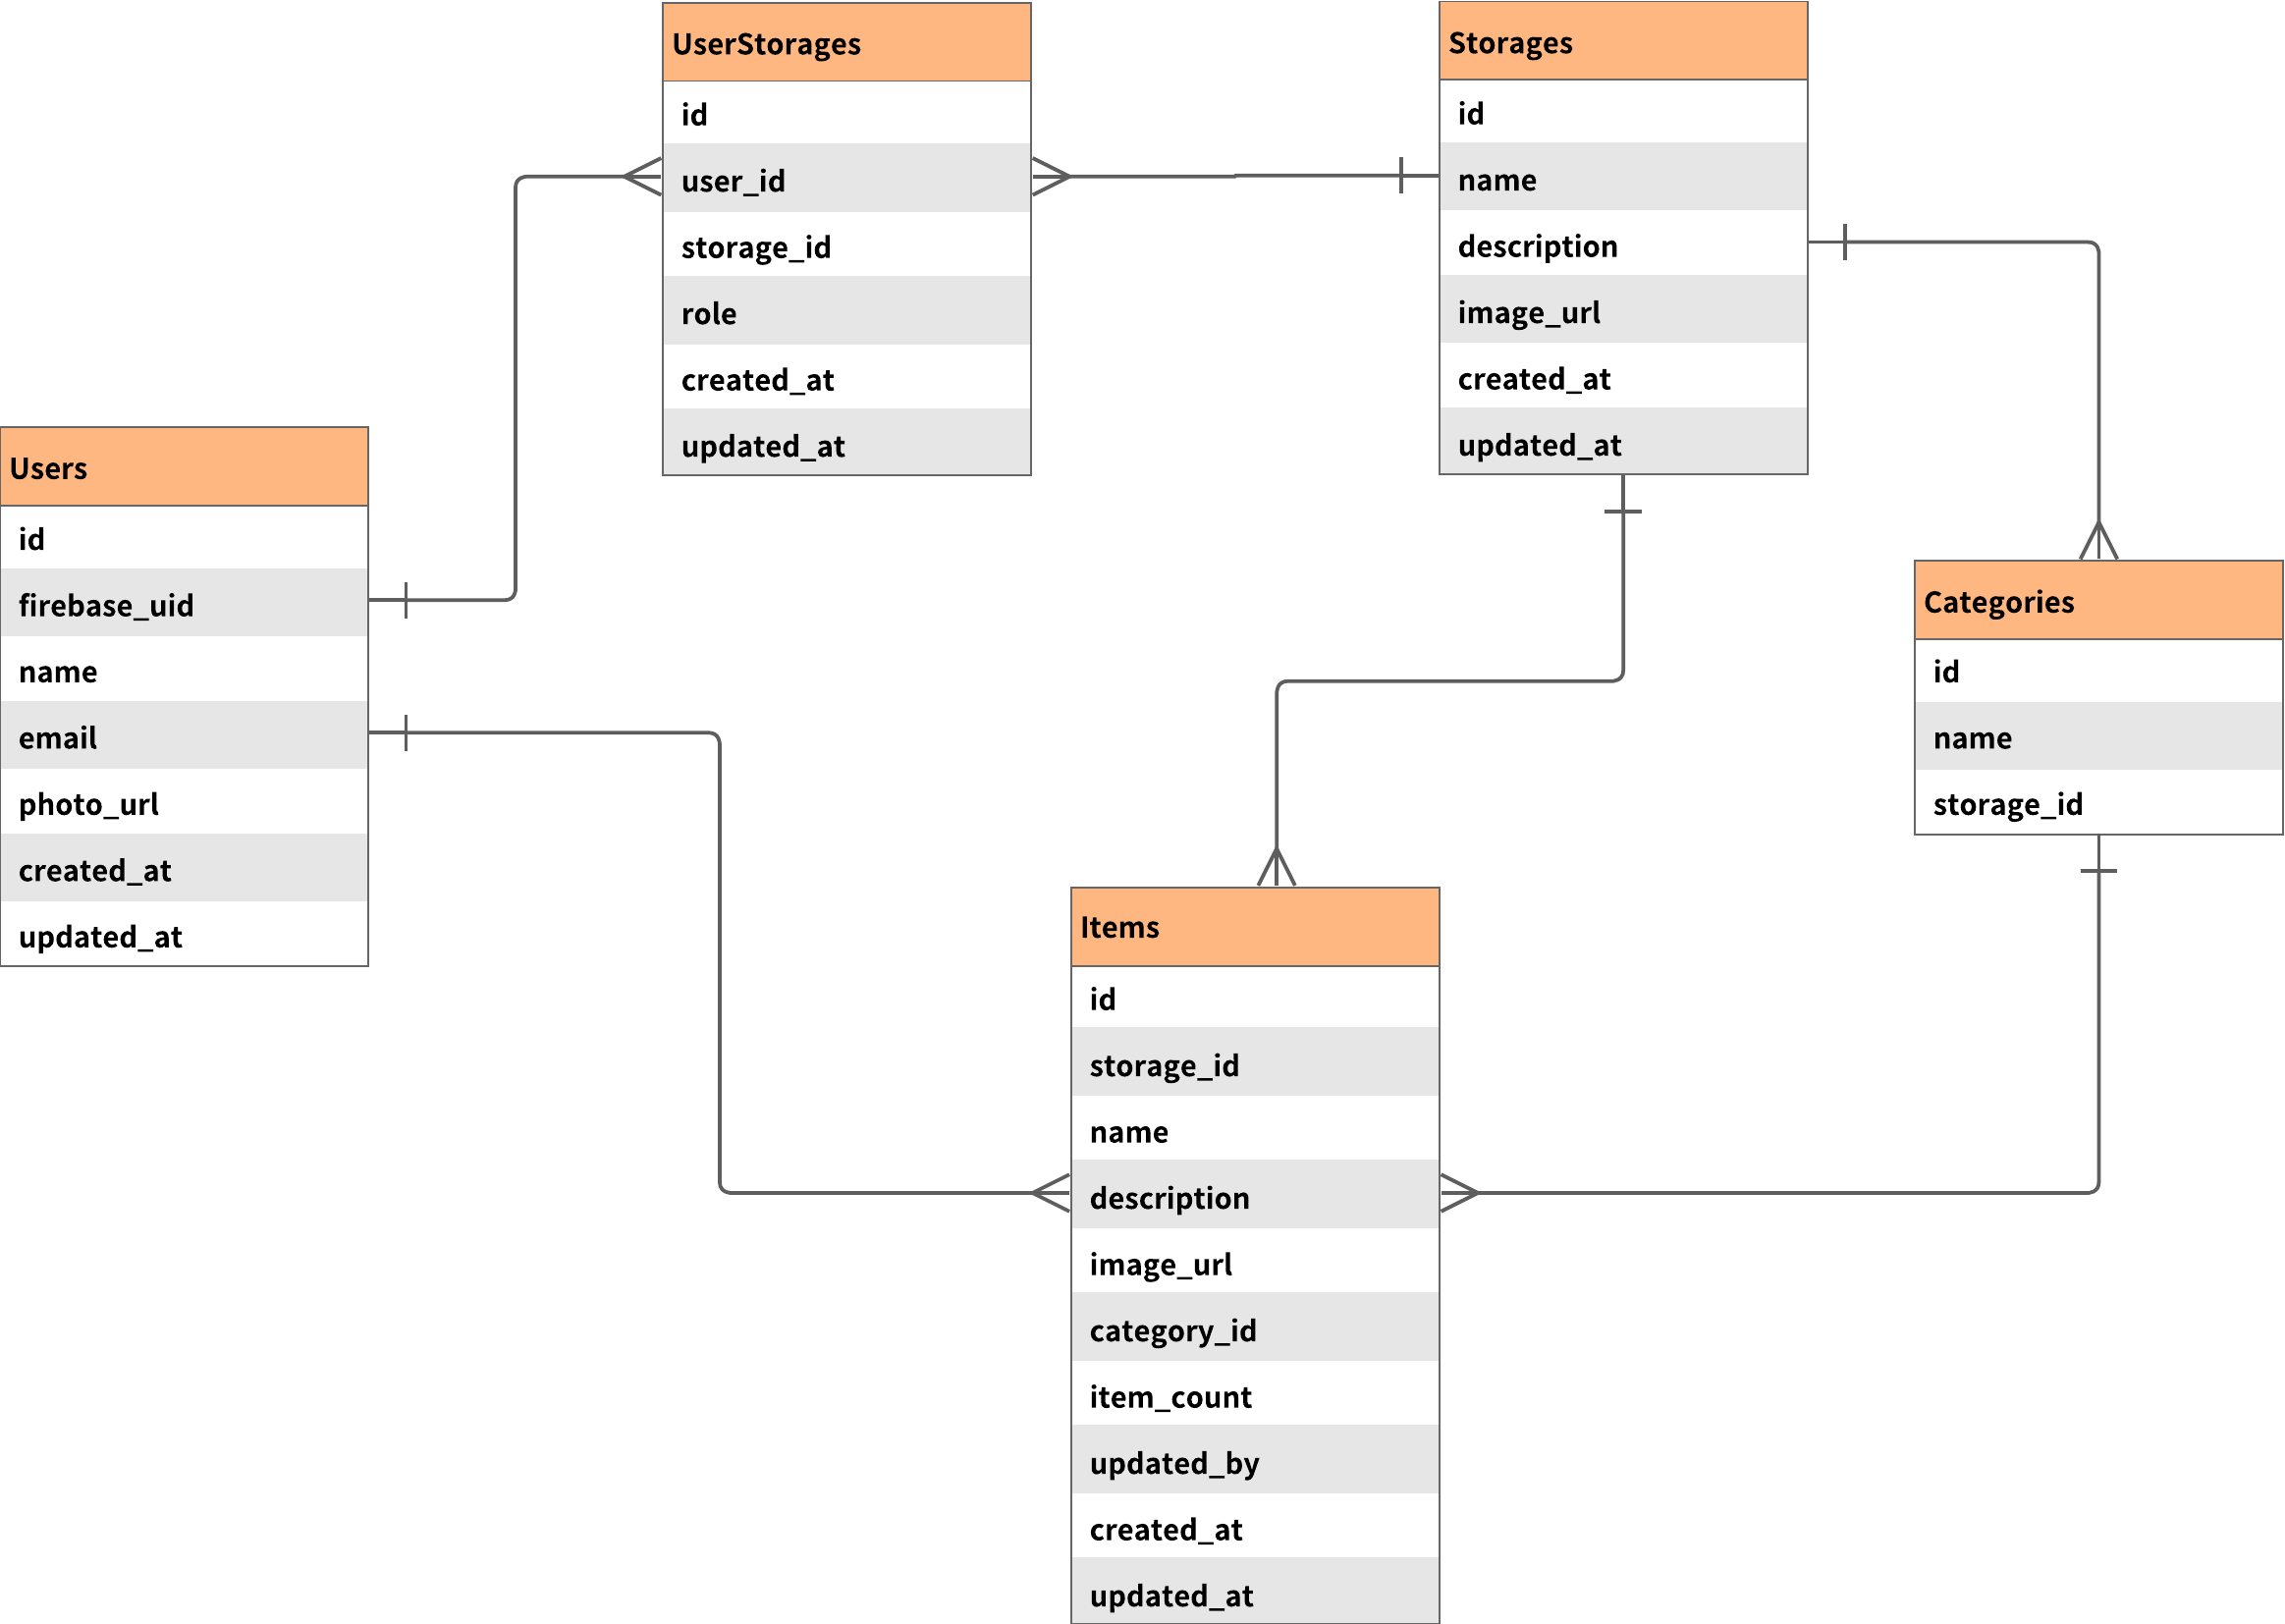 UserStorages
id
user_id
storage_id
role
created_at
updated_at
Storages
id
name
description
image_url
created_at
updated_at
Users
id
firebase_uid
name
email
photo_url
created_at
updated_at
Categories
id
name
storage_id
Items
id
storage_id
name
description
image_url
category_id
item_count
updated_by
created_at
updated_at